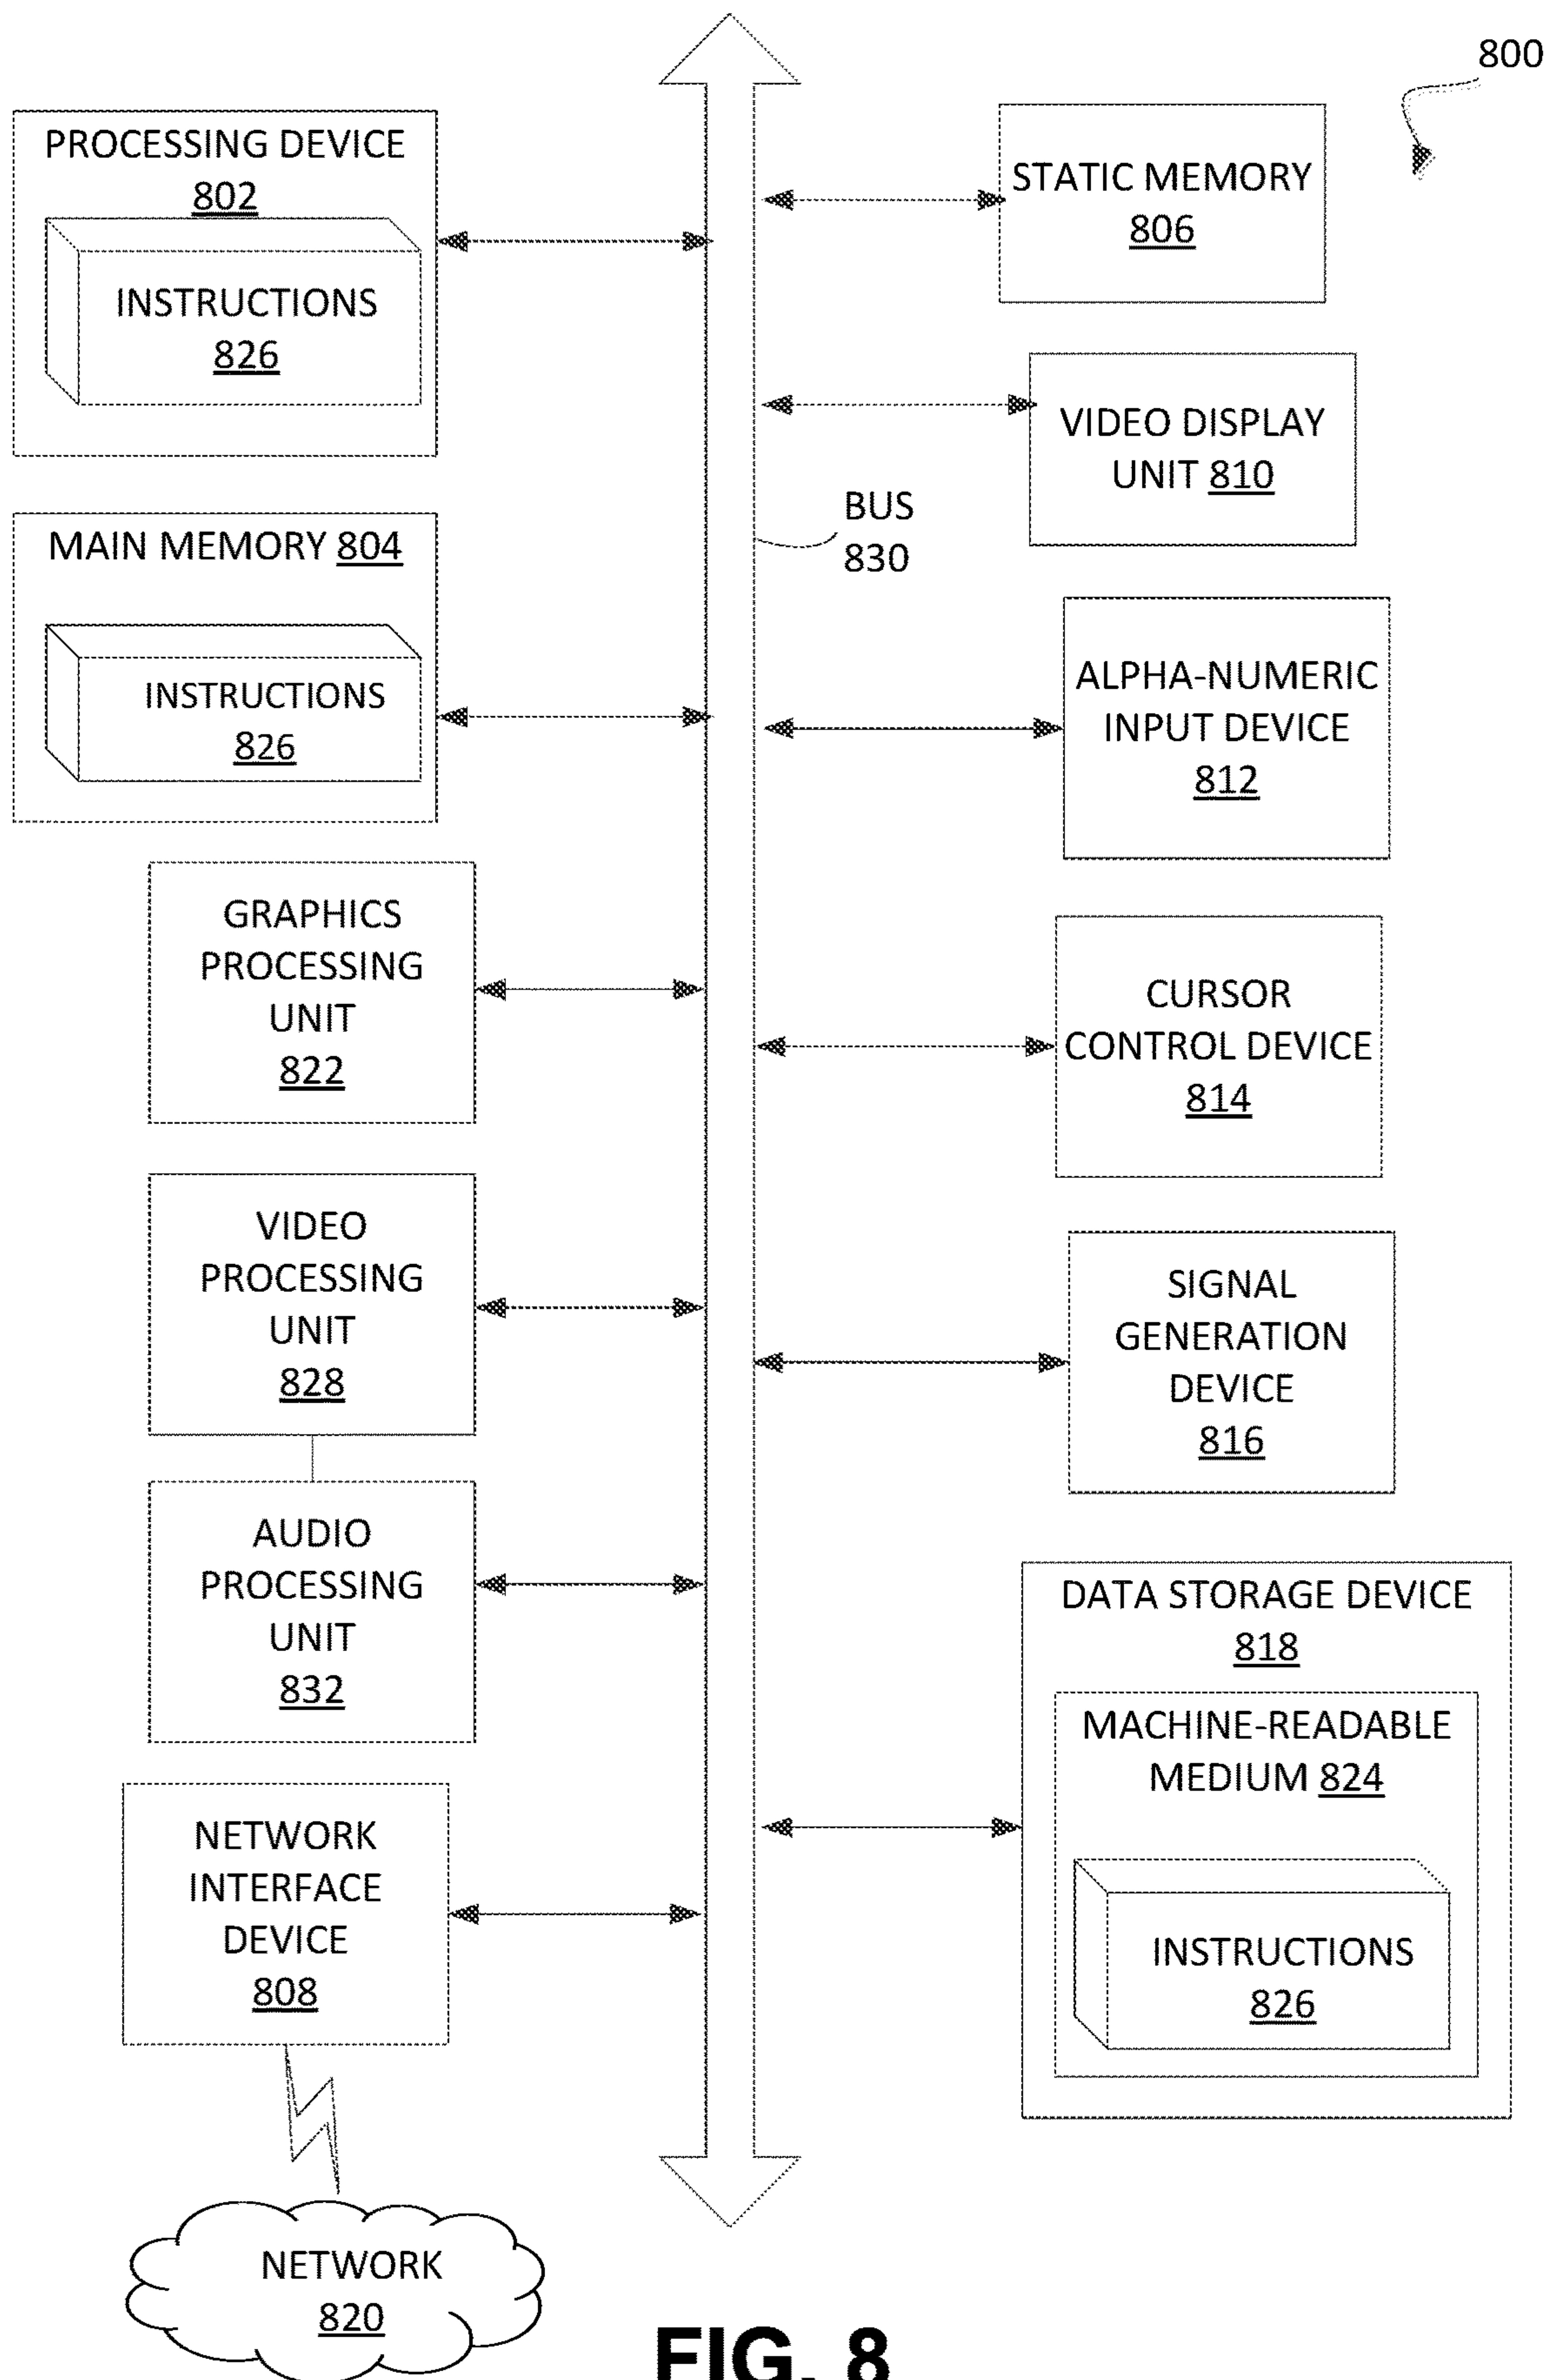 800
PROCESSING DEVICE
802
INSTRUCTIONS
826
MAIN MEMORY 804
INSTRUCTIONS
826
GRAPHICS
PROCESSING
UNIT
822
VIDEO
PROCESSING
UNIT
828
AUDIO
PROCESSING
UNIT
832
NETWORK
INTERFACE
DEVICE
808
NETWORK
820
BUS
830
STATIC MEMORY
806
VIDEO DISPLAY
UNIT 810
ALPHA-NUMERIC
INPUT DEVICE
812
CURSOR
CONTROL DEVICE
814
SIGNAL
GENERATION
DEVICE
816
DATA STORAGE DEVICE
818
MACHINE-READABLE
MEDIUM 824
INSTRUCTIONS
826
FIG. 8